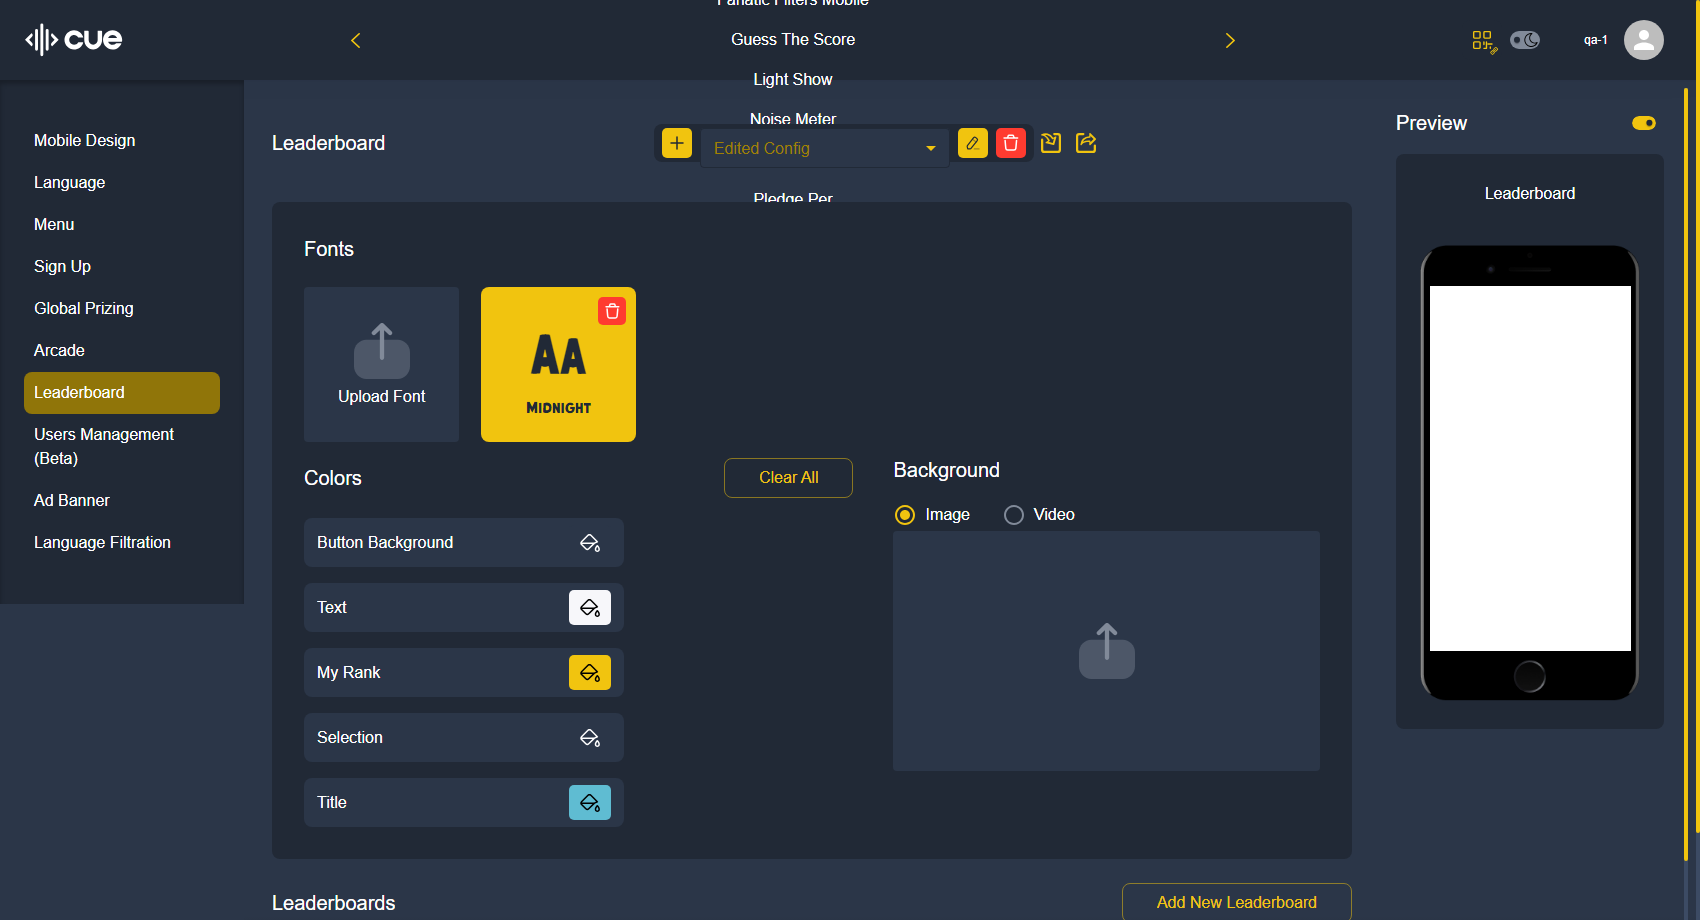 cue
Fanatic Filters Mobile
Guess The Score
Light Show
Noise Meter
Pledge Per
qa-1
Mobile Design
Language
Menu
Sign Up
Global Prizing
Arcade
Leaderboard
Users Management
(Beta)
Ad Banner
Language Filtration
Leaderboard
Edited Config
Fonts
Upload Font
AA
MIDNIGHT
Colors
Clear All
Button Background
Text
My Rank
Selection
Title
Background
Image
Video
Leaderboards
Add New Leaderboard
Preview
Leaderboard